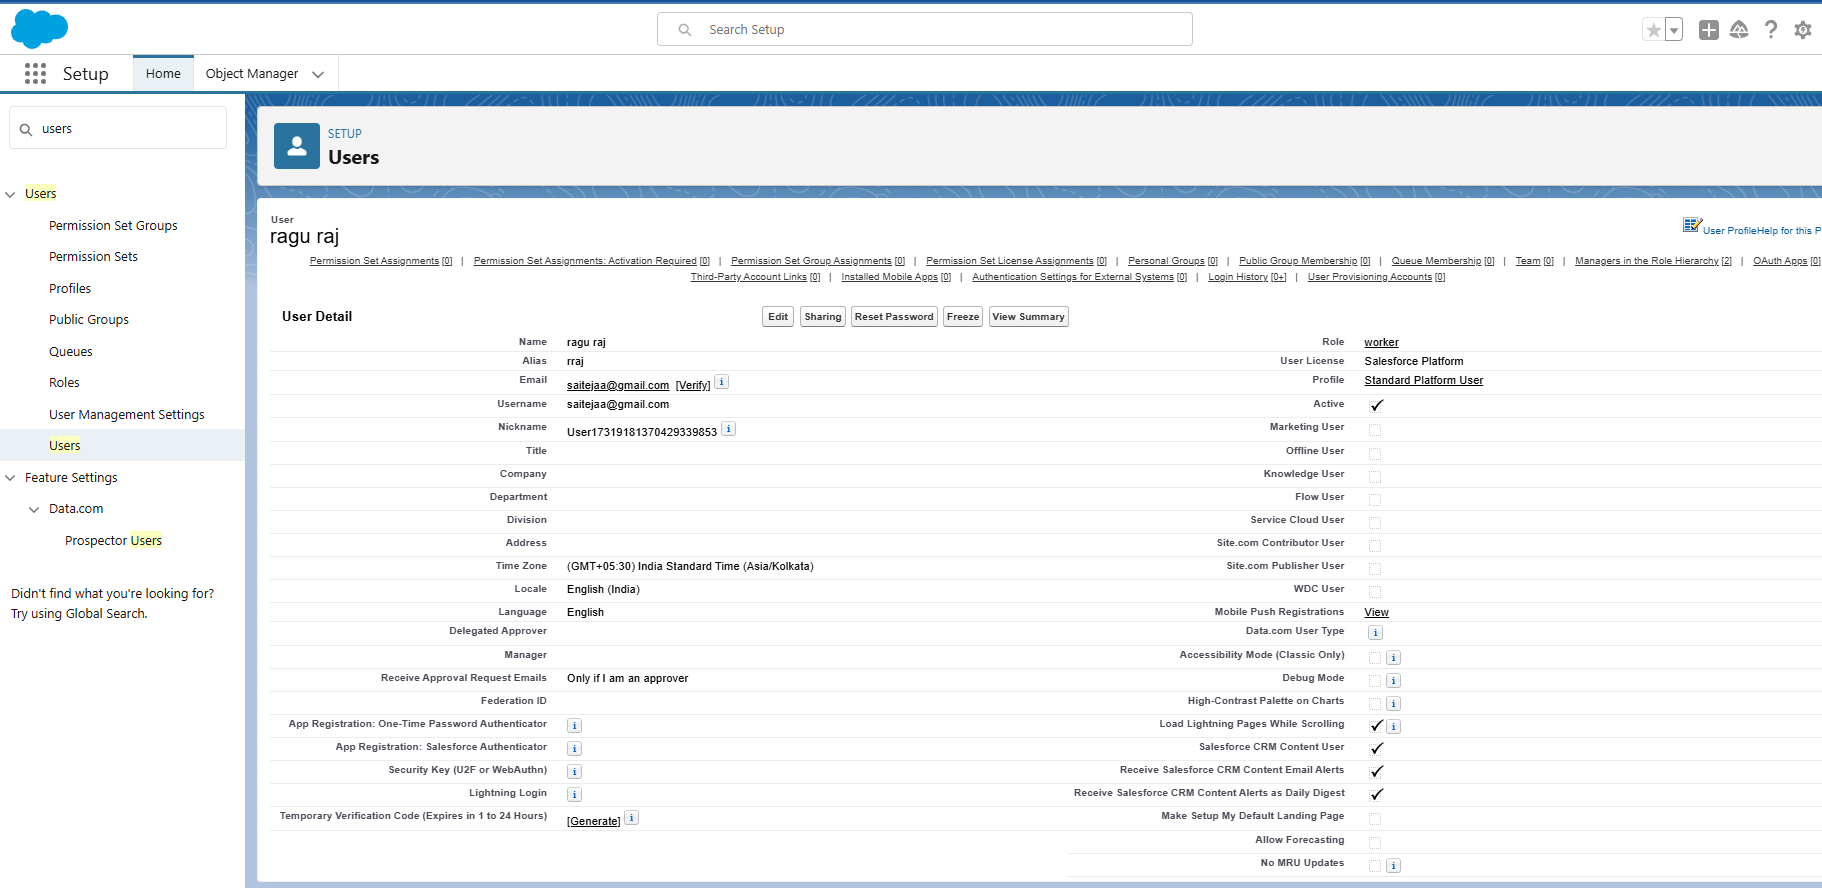 Search Setup
Setup
Home
Object Manager
users
Users
Permission Set Groups
Permission Sets
Profiles
Public Groups
Queues
Roles
User Management Settings
Users
Feature Settings
Data.com
Prospector Users
Didn't find what you're looking for?
Try using Global Search.
SETUP
Users
User
ragu raj
User Profile Help for this P
Permission Set Assignments [0] | Permission Set Assignments: Activation Required [0] | Permission Set Group Assignments [0] | Permission Set License Assignments [0] | Personal Groups [0] | Public Group Membership [0] | Queue Membership [0] | Team [0] | Managers in the Role Hierarchy [2] | OAuth Apps [0]
Third-Party Account Links [0] | Installed Mobile Apps [0] | Authentication Settings for External Systems [0] | Login History [0+] | User Provisioning Accounts [0]
User Detail
Edit Sharing Reset Password Freeze View Summary
Name ragu raj Role worker
Alias rraj User License Salesforce Platform
Email saitejaa@gmail.com [Verify] i Profile Standard Platform User
Username saitejaa@gmail.com Active
Nickname User17319181370429339853 i Marketing User
Title Offline User
Company Knowledge User
Department Flow User
Division Service Cloud User
Address Site.com Contributor User
Time Zone (GMT+05:30) India Standard Time (Asia/Kolkata) Site.com Publisher User
Locale English (India) WDC User
Language English Mobile Push Registrations View
Delegated Approver Data.com User Type i
Manager Accessibility Mode (Classic Only) i
Receive Approval Request Emails Only if I am an approver Debug Mode i
Federation ID High-Contrast Palette on Charts i
App Registration: One-Time Password Authenticator i Load Lightning Pages While Scrolling i
App Registration: Salesforce Authenticator i Salesforce CRM Content User
Security Key (U2F or WebAuthn) i Receive Salesforce CRM Content Email Alerts
Lightning Login i Receive Salesforce CRM Content Alerts as Daily Digest
Temporary Verification Code (Expires in 1 to 24 Hours) [Generate] i Make Setup My Default Landing Page
Allow Forecasting
No MRU Updates i